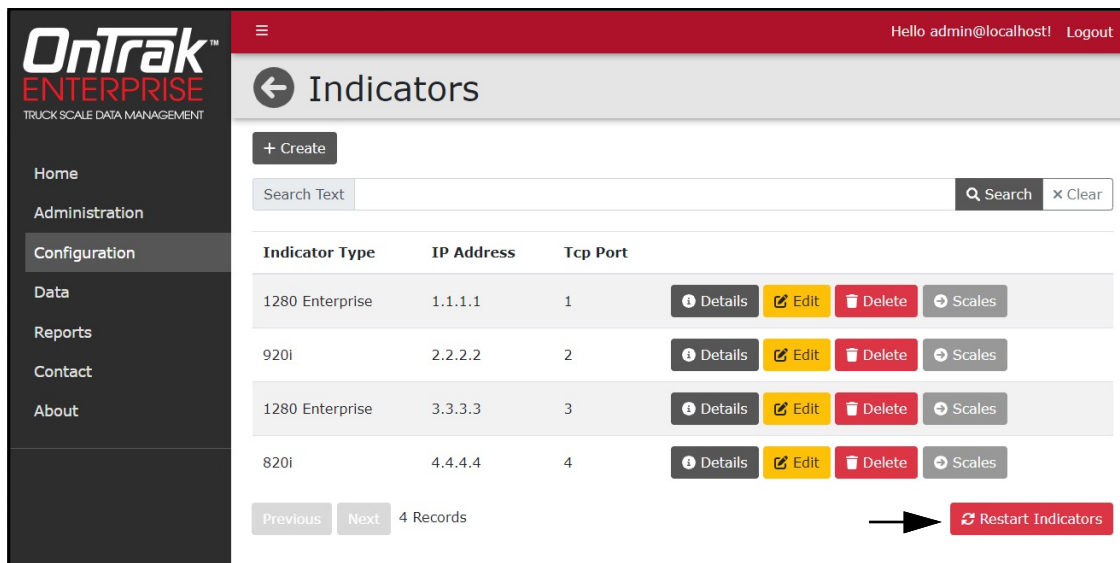 OnTrak™
ENTERPRISE
TRUCK SCALE DATA MANAGEMENT
Home
Administration
Configuration
Data
Reports
Contact
About
Hello admin@localhost! Logout
Indicators
+ Create
Search Text Search × Clear
Indicator Type IP Address Tcp Port
1280 Enterprise 1.1.1.1 1 Details Edit Delete Scales
920i 2.2.2.2 2 Details Edit Delete Scales
1280 Enterprise 3.3.3.3 3 Details Edit Delete Scales
820i 4.4.4.4 4 Details Edit Delete Scales
Previous Next 4 Records Restart Indicators